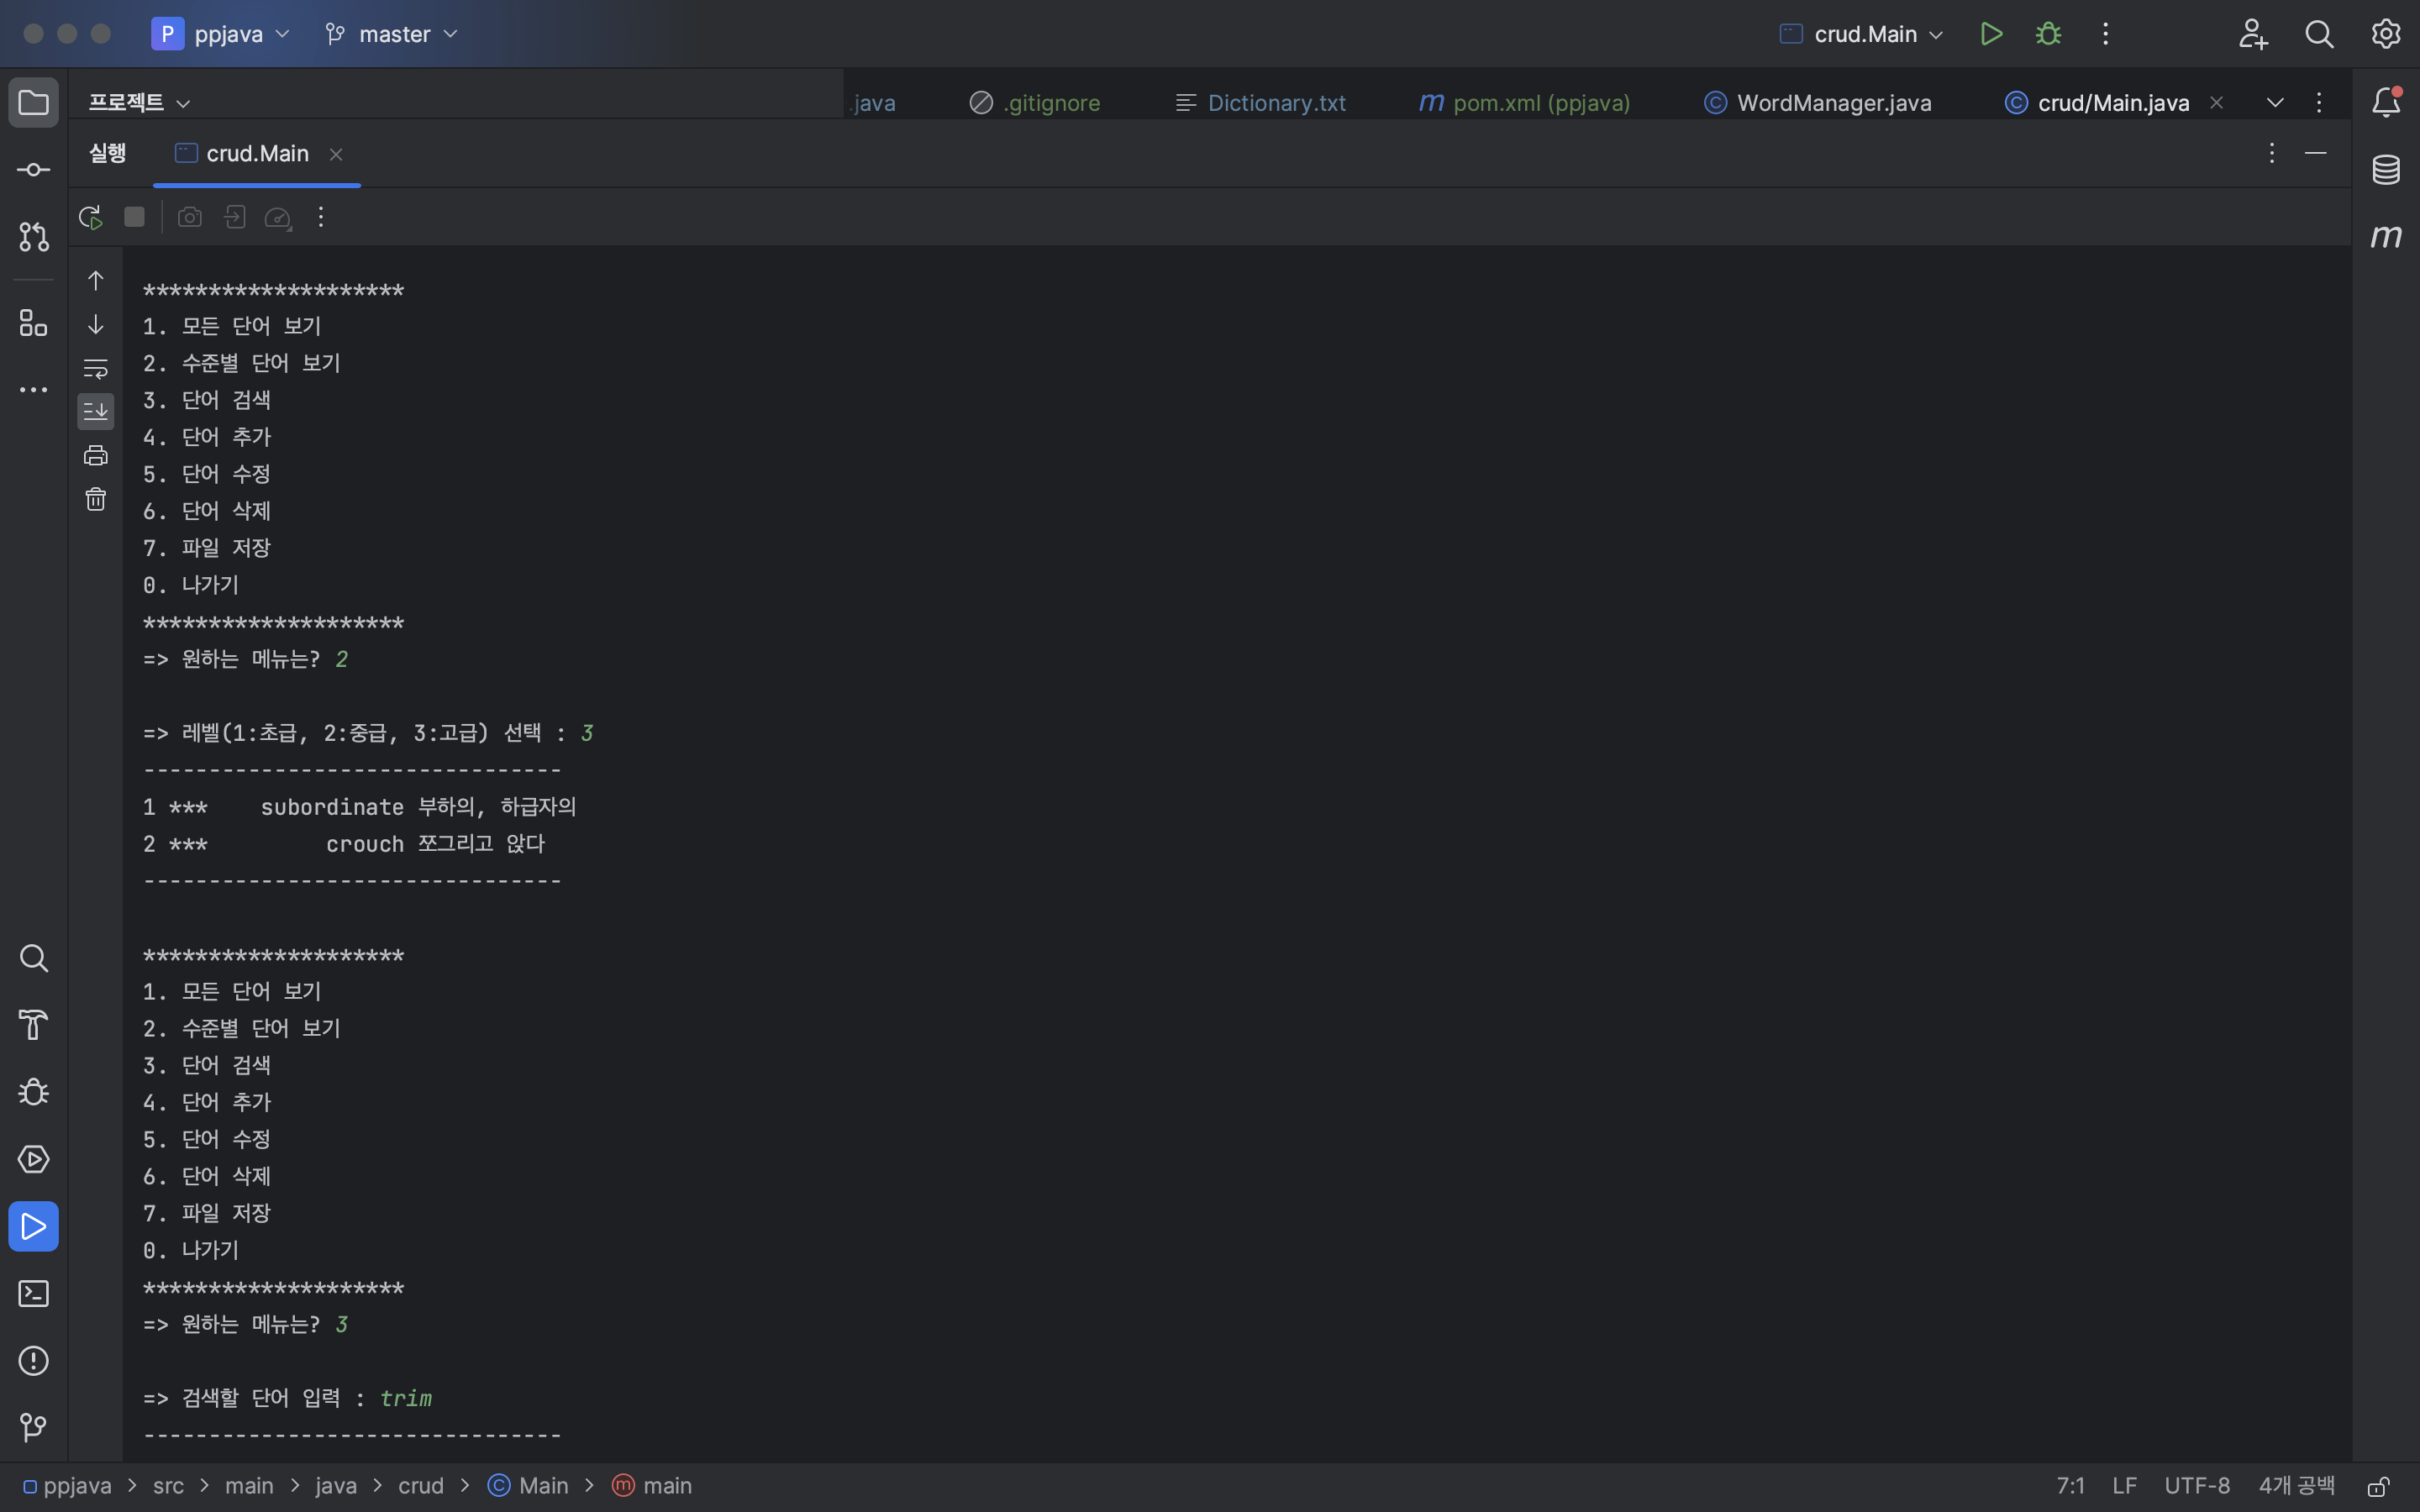 P ppjava master crud.Main
프로젝트 .java .gitignore Dictionary.txt m pom.xml (ppjava) C WordManager.java C crud/Main.java
실행 crud.Main
m
********************
1. 모든 단어 보기
2. 수준별 단어 보기
3. 단어 검색
4. 단어 추가
5. 단어 수정
6. 단어 삭제
7. 파일 저장
0. 나가기
********************
=> 원하는 메뉴는? 2
=> 레벨(1:초급, 2:중급, 3:고급) 선택 : 3
--------------------------------
1 *** subordinate 부하의, 하급자의
2 *** crouch 쪼그리고 앉다
--------------------------------
********************
1. 모든 단어 보기
2. 수준별 단어 보기
3. 단어 검색
4. 단어 추가
5. 단어 수정
6. 단어 삭제
7. 파일 저장
0. 나가기
********************
=> 원하는 메뉴는? 3
=> 검색할 단어 입력 : trim
--------------------------------
ppjava > src > main > java > crud > C Main > m main 7:1 LF UTF-8 4개 공백